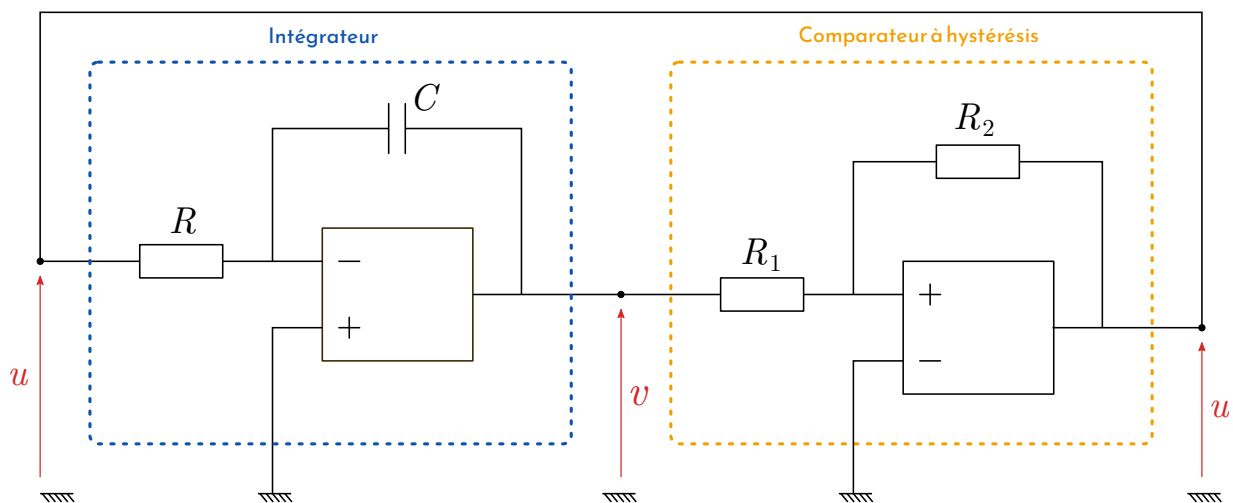 Intégrateur
Comparateur à hystérésis
C
R₂
R
−
+
R₁
+
−
u
v
u